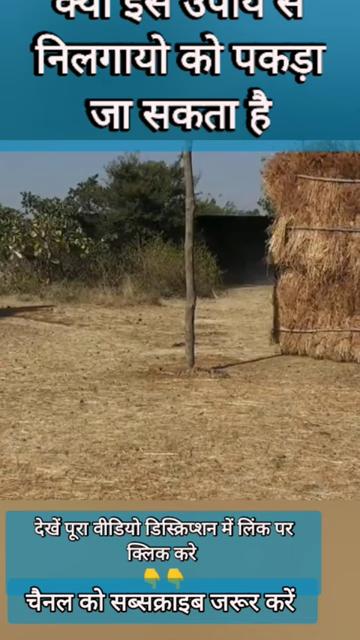 क्या इस उपाय से
निलगायो को पकड़ा
जा सकता है
देखें पूरा वीडियो डिस्क्रिप्शन में लिंक पर
क्लिक करे
👇👇
चैनल को सब्सक्राइब जरूर करें